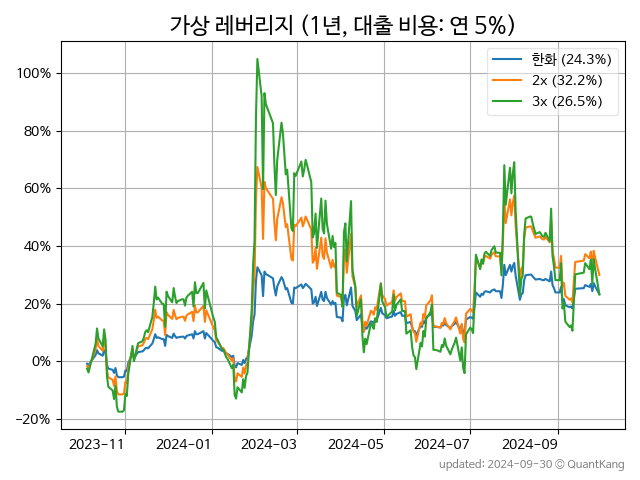 가상 레버리지 (1년, 대출 비용: 연 5%)
한화 (24.3%)
2x (32.2%)
3x (26.5%)
100%
80%
60%
40%
20%
0%
−20%
2023-11
2024-01
2024-03
2024-05
2024-07
2024-09
updated: 2024-09-30 © QuantKang